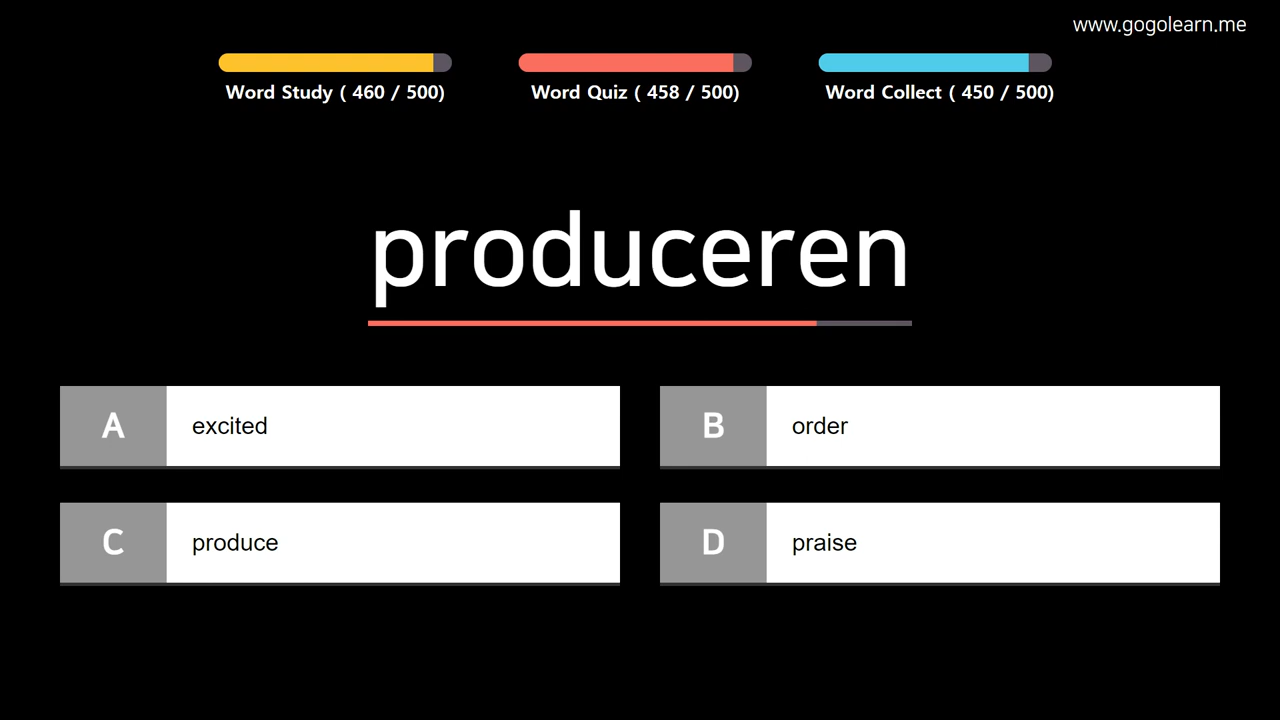 www.gogolearn.me
Word Study ( 460 / 500)
Word Quiz ( 458 / 500)
Word Collect ( 450 / 500)
produceren
A excited
B order
C produce
D praise